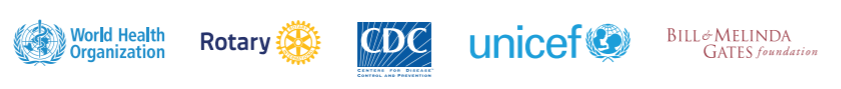 World Health
Organization
Rotary
CDC
CENTERS FOR DISEASE
CONTROL AND PREVENTION
unicef
BILL & MELINDA
GATES foundation